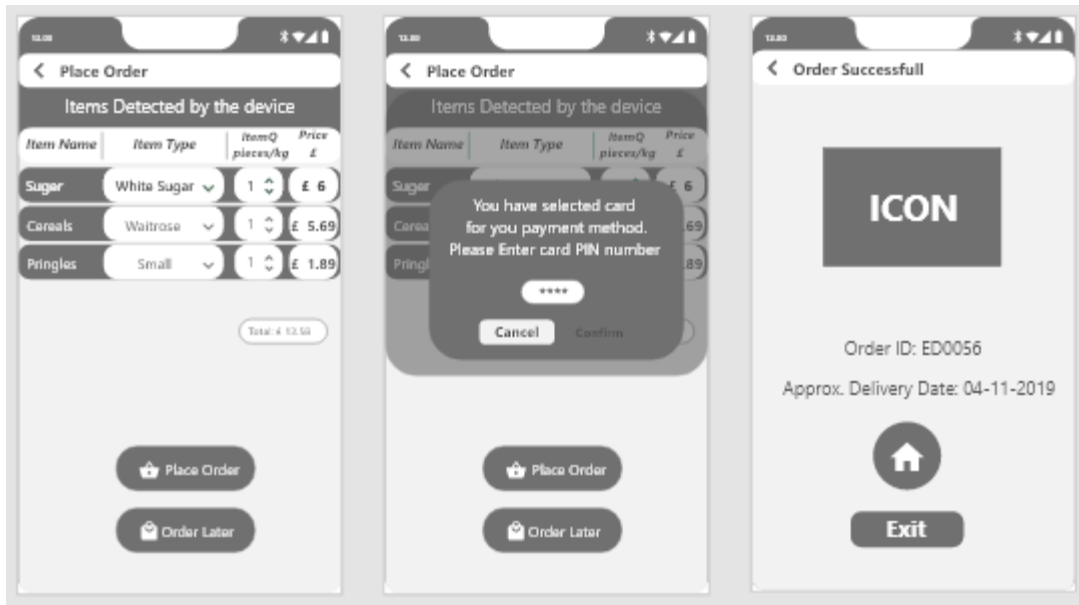 Place Order
Items Detected by the device
Item Name Item Type ItemQ pieces/kg Price £
Suger White Sugar 1 £ 6
Cereals Waitrose 1 £ 5.69
Pringles Small 1 £ 1.89
Place Order
Order Later
Place Order
Items Detected by the device
Item Name Item Type ItemQ pieces/kg Price £
Suger £ 6
Cerea 69
Pringl .89
You have selected card
for you payment method.
Please Enter card PIN number
****
Cancel Confirm
Place Order
Order Later
Order Successfull
ICON
Order ID: ED0056
Approx. Delivery Date: 04-11-2019
Exit